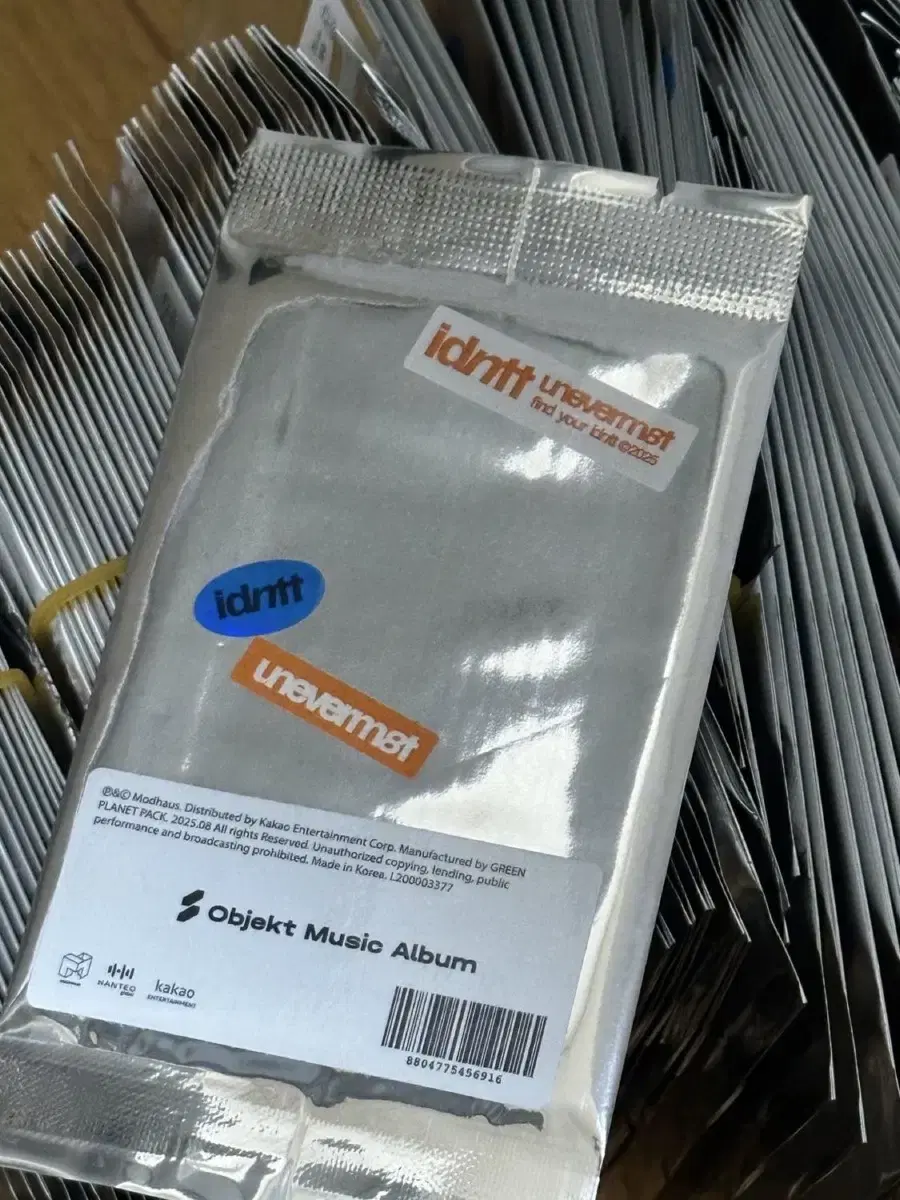 idntt unevermet
find your idntt ©2025
idntt
unevermet
℗&© Modhaus. Distributed by Kakao Entertainment Corp. Manufactured by GREEN
PLANET PACK. 2025.08 All rights Reserved. Unauthorized copying, lending, public
performance and broadcasting prohibited. Made in Korea. L200003377
Objekt Music Album
HANTEO
kakao
ENTERTAINMENT
8804775456916